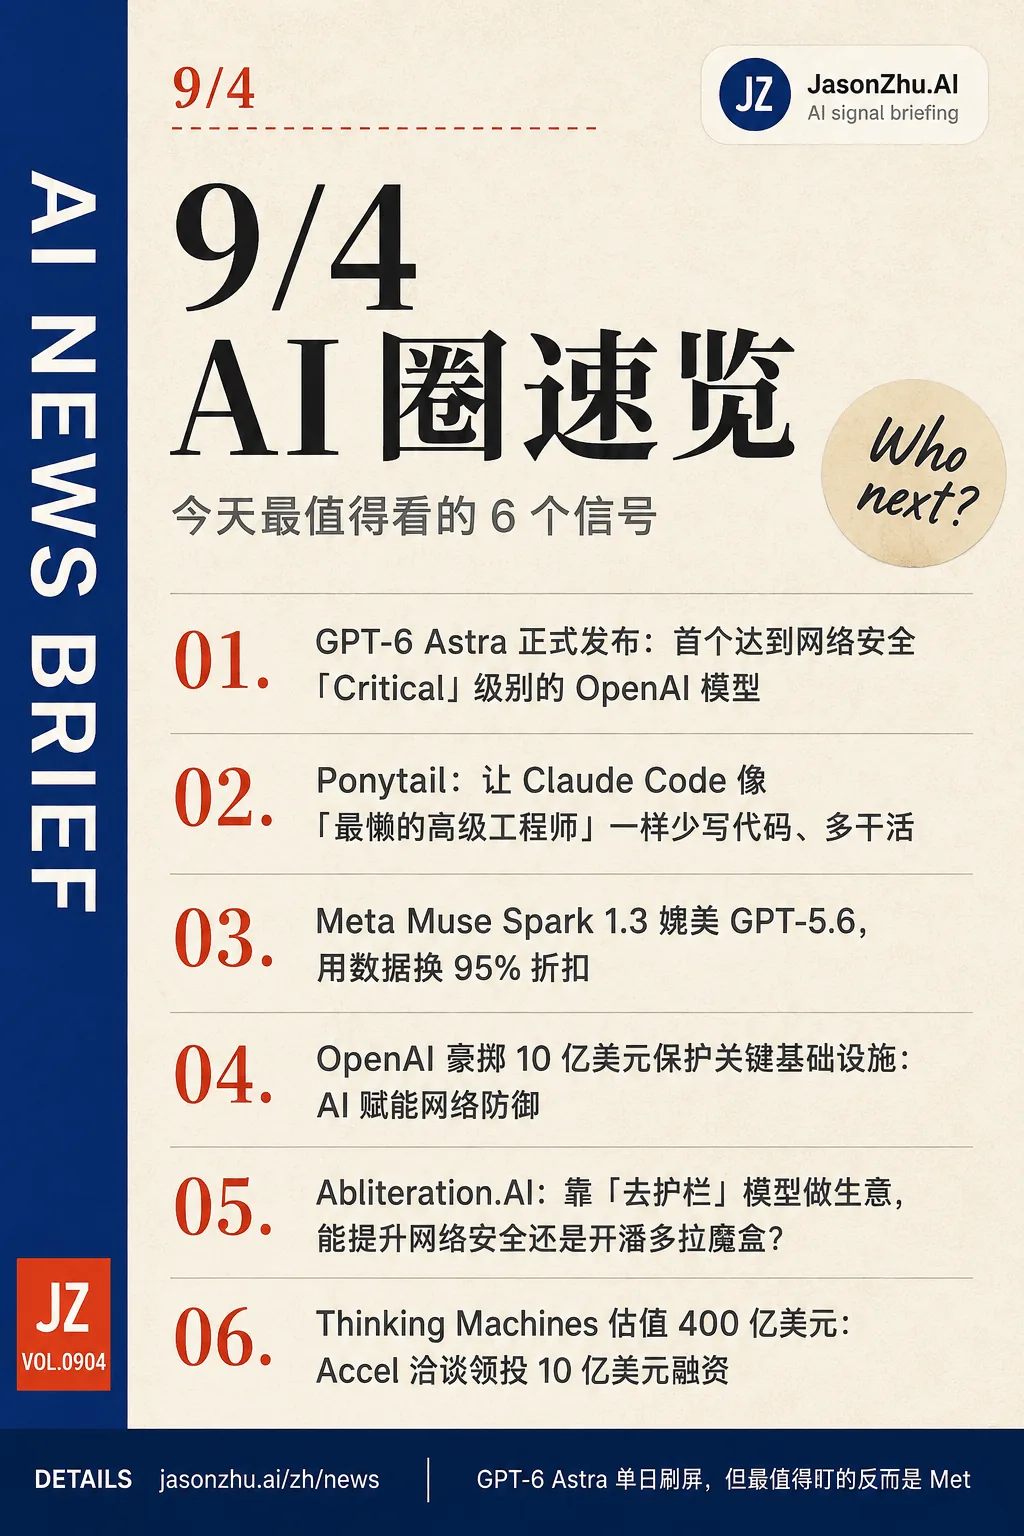 9/4
JZ
JasonZhu.AI
AI signal briefing
AI NEWS BRIEF
9/4
AI 圈速览
今天最值得看的 6 个信号
Who
next?
01.
GPT-6 Astra 正式发布：首个达到网络安全
「Critical」级别的 OpenAI 模型
02.
Ponytail：让 Claude Code 像
「最懒的高级工程师」一样少写代码、多干活
03.
Meta Muse Spark 1.3 媲美 GPT-5.6，
用数据换 95% 折扣
04.
OpenAI 豪掷 10 亿美元保护关键基础设施：
AI 赋能网络防御
05.
Abliteration.AI：靠「去护栏」模型做生意，
能提升网络安全还是开潘多拉魔盒？
06.
Thinking Machines 估值 400 亿美元：
Accel 洽谈领投 10 亿美元融资
JZ
VOL.0904
DETAILS jasonzhu.ai/zh/news
GPT-6 Astra 单日刷屏，但最值得盯的反而是 Met